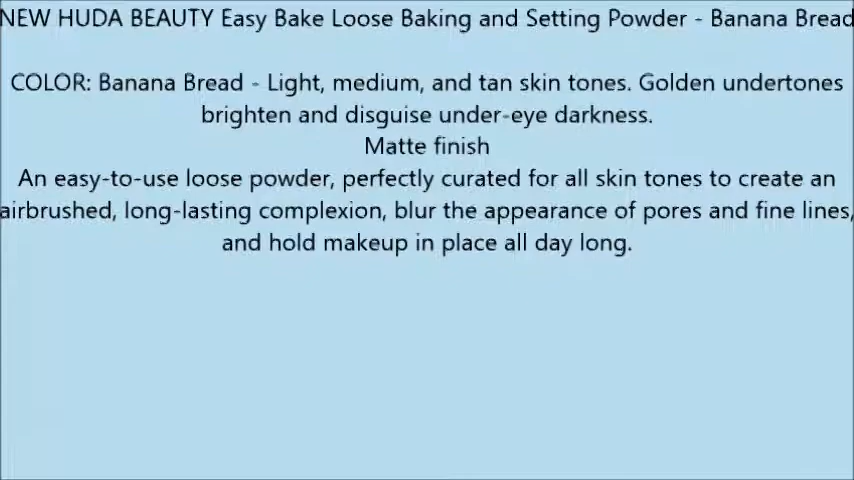 NEW HUDA BEAUTY Easy Bake Loose Baking and Setting Powder - Banana Bread
COLOR: Banana Bread - Light, medium, and tan skin tones. Golden undertones
brighten and disguise under-eye darkness.
Matte finish
An easy-to-use loose powder, perfectly curated for all skin tones to create an
airbrushed, long-lasting complexion, blur the appearance of pores and fine lines,
and hold makeup in place all day long.